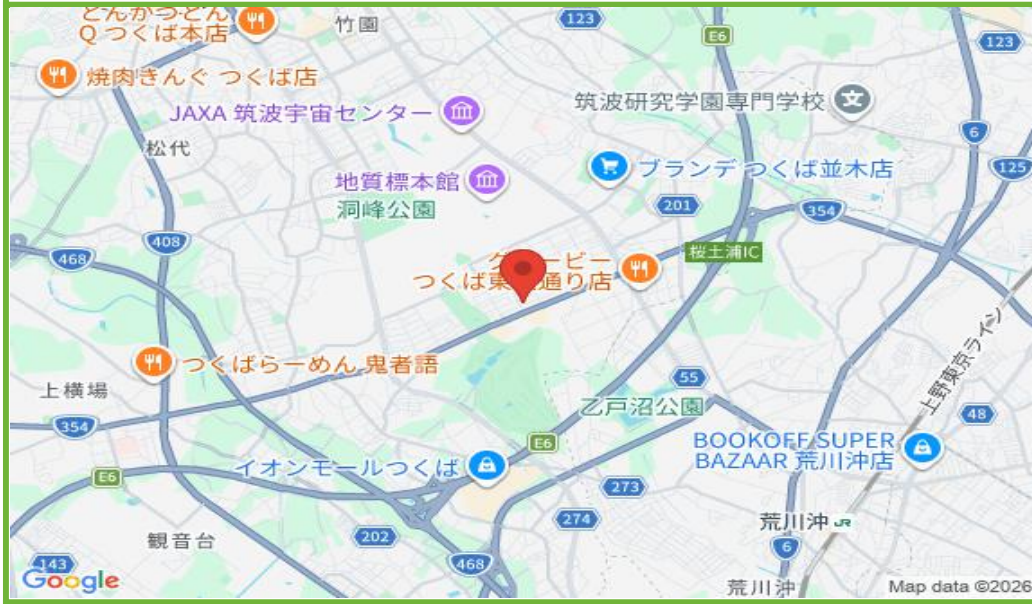 とんかつどん
Q つくば本店
竹園
123
E6
123
焼肉きんぐ つくば店
JAXA 筑波宇宙センター
筑波研究学園専門学校
6
松代
125
地質標本館
ブランデ つくば並木店
洞峰公園
201
354
408
468
桜土浦IC
ビー
つくば東
通り店
つくばらーめん 鬼者語
上横場
55
乙戸沼公園
上野東京ライン
354
48
E6
BOOKOFF SUPER
BAZAAR 荒川沖店
イオンモールつくば
E6
273
274
荒川沖 JR
観音台
202
6
143
468
Google
荒川沖
Map data ©2026